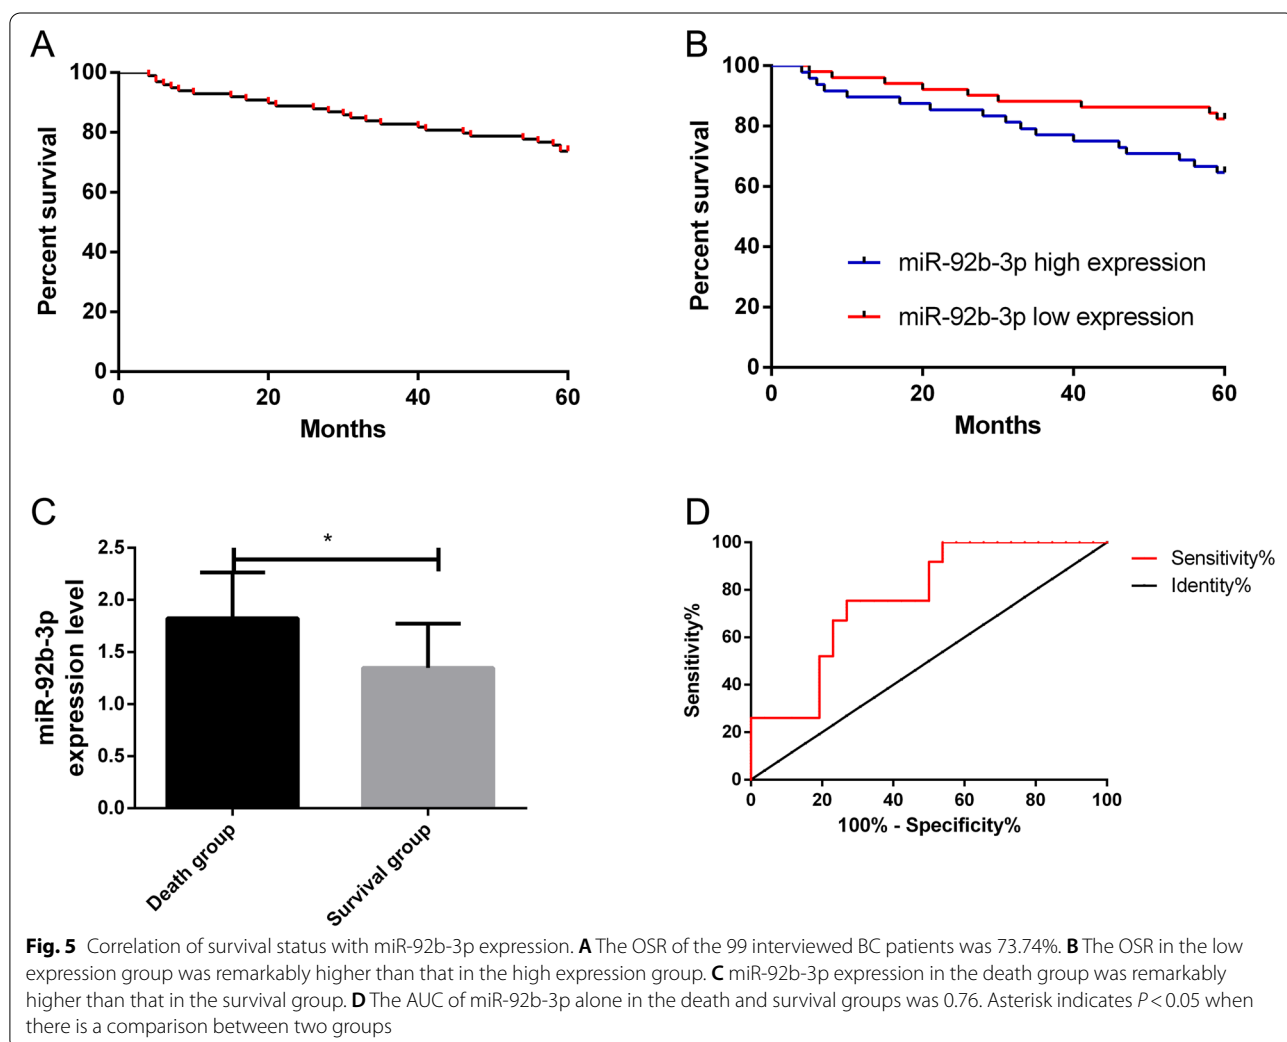 A
100
80
60
40
20
0
Percent survival
0 20 40 60
Months
B
100
80
60
40
20
0
Percent survival
miR-92b-3p high expression
miR-92b-3p low expression
0 20 40 60
Months
C
2.5
2.0
1.5
1.0
0.5
0.0
miR-92b-3p
expression level
*
Death group
Survival group
D
100
80
60
40
20
0
Sensitivity%
Sensitivity%
Identity%
0 20 40 60 80 100
100% - Specificity%
Fig. 5 Correlation of survival status with miR-92b-3p expression. A The OSR of the 99 interviewed BC patients was 73.74%. B The OSR in the low
expression group was remarkably higher than that in the high expression group. C miR-92b-3p expression in the death group was remarkably
higher than that in the survival group. D The AUC of miR-92b-3p alone in the death and survival groups was 0.76. Asterisk indicates P < 0.05 when
there is a comparison between two groups